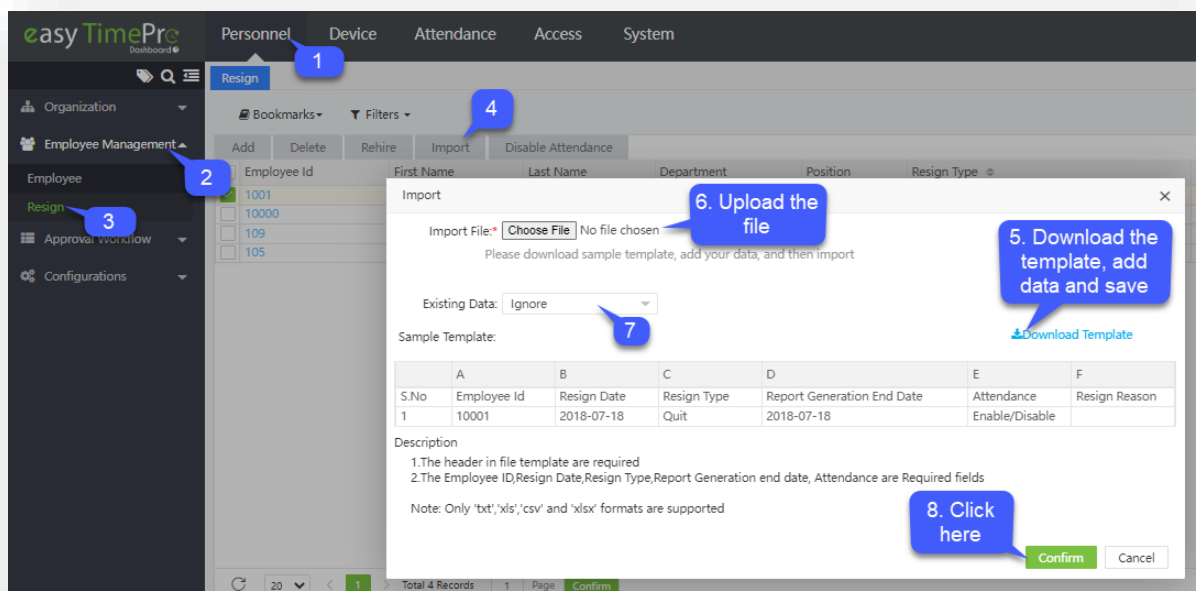 easy TimePro
Dashboard
Personnel Device Attendance Access System
1
Resign
Organization
Bookmarks Filters
4
Employee Management
2
Add Delete Rehire Import Disable Attendance
Employee Id First Name Last Name Department Position Resign Type
Employee
Resign
3
1001
10000
109
105
Approval Workflow
Configurations
Import
6. Upload the
file
Import File:* Choose File No file chosen
Please download sample template, add your data, and then import
5. Download the
template, add
data and save
Existing Data: Ignore
7
Sample Template:
Download Template
A B C D E F
S.No Employee Id Resign Date Resign Type Report Generation End Date Attendance Resign Reason
1 10001 2018-07-18 Quit 2018-07-18 Enable/Disable
Description
1.The header in file template are required
2.The Employee ID,Resign Date,Resign Type,Report Generation end date, Attendance are Required fields
Note: Only 'txt','xls','csv' and 'xlsx' formats are supported
8. Click
here
Confirm Cancel
20 < 1 > Total 4 Records 1 Page Confirm